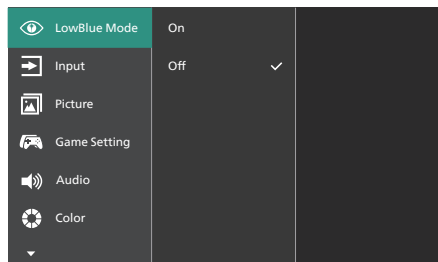 LowBlue Mode
On
Input
Off
Picture
Game Setting
Audio
Color